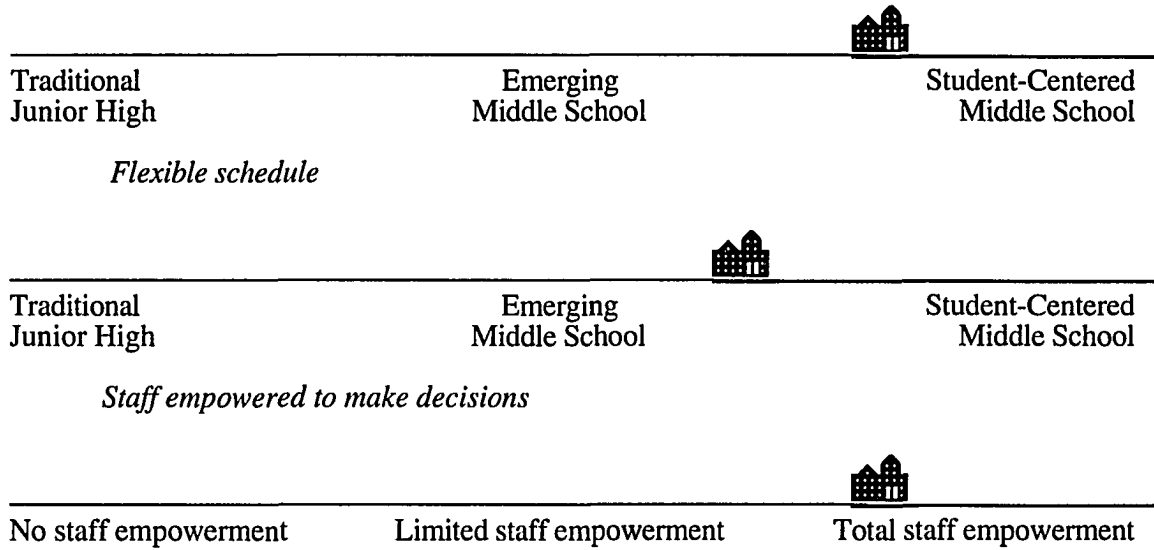 Traditional Emerging Student-Centered
Junior High Middle School Middle School
Flexible schedule
Traditional Emerging Student-Centered
Junior High Middle School Middle School
Staff empowered to make decisions
No staff empowerment Limited staff empowerment Total staff empowerment